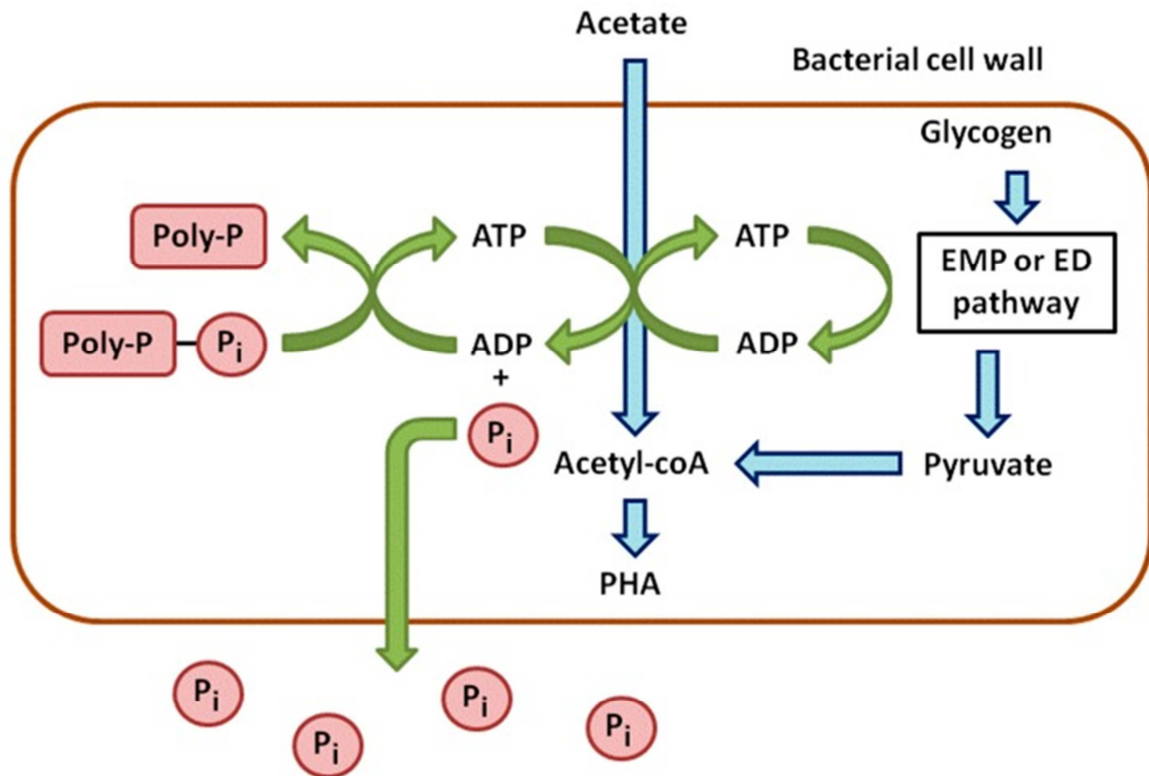 Acetate
Bacterial cell wall
Glycogen
Poly-P
ATP
ATP
EMP or ED
pathway
Poly-P
Pi
ADP
+
Pi
ADP
Acetyl-coA
Pyruvate
PHA
Pi
Pi
Pi
Pi